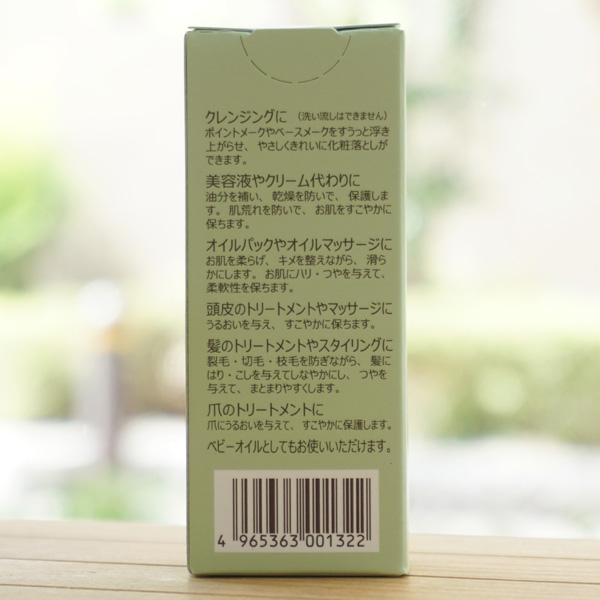 クレンジングに （洗い流しはできません）
ポイントメークやベースメークをすうっと浮き
上がらせ、やさしくきれいに化粧落としが
できます。
美容液やクリーム代わりに
油分を補い、乾燥を防いで、保護しま
す。肌荒れを防いで、お肌をすこやかに
保ちます。
オイルパックやオイルマッサージに
お肌を柔らげ、キメを整えながら、滑ら
かにします。お肌にハリ・つやを与えて、
柔軟性を保ちます。
頭皮のトリートメントやマッサージに
うるおいを与え、すこやかに保ちます。
髪のトリートメントやスタイリングに
裂毛・切毛・枝毛を防ぎながら、髪に
はり・こしを与えてしなやかにし、つやを
与えて、まとまりやすくします。
爪のトリートメントに
爪にうるおいを与えて、すこやかに保護します。
ベビーオイルとしてもお使いいただけます。
4 965363 001322